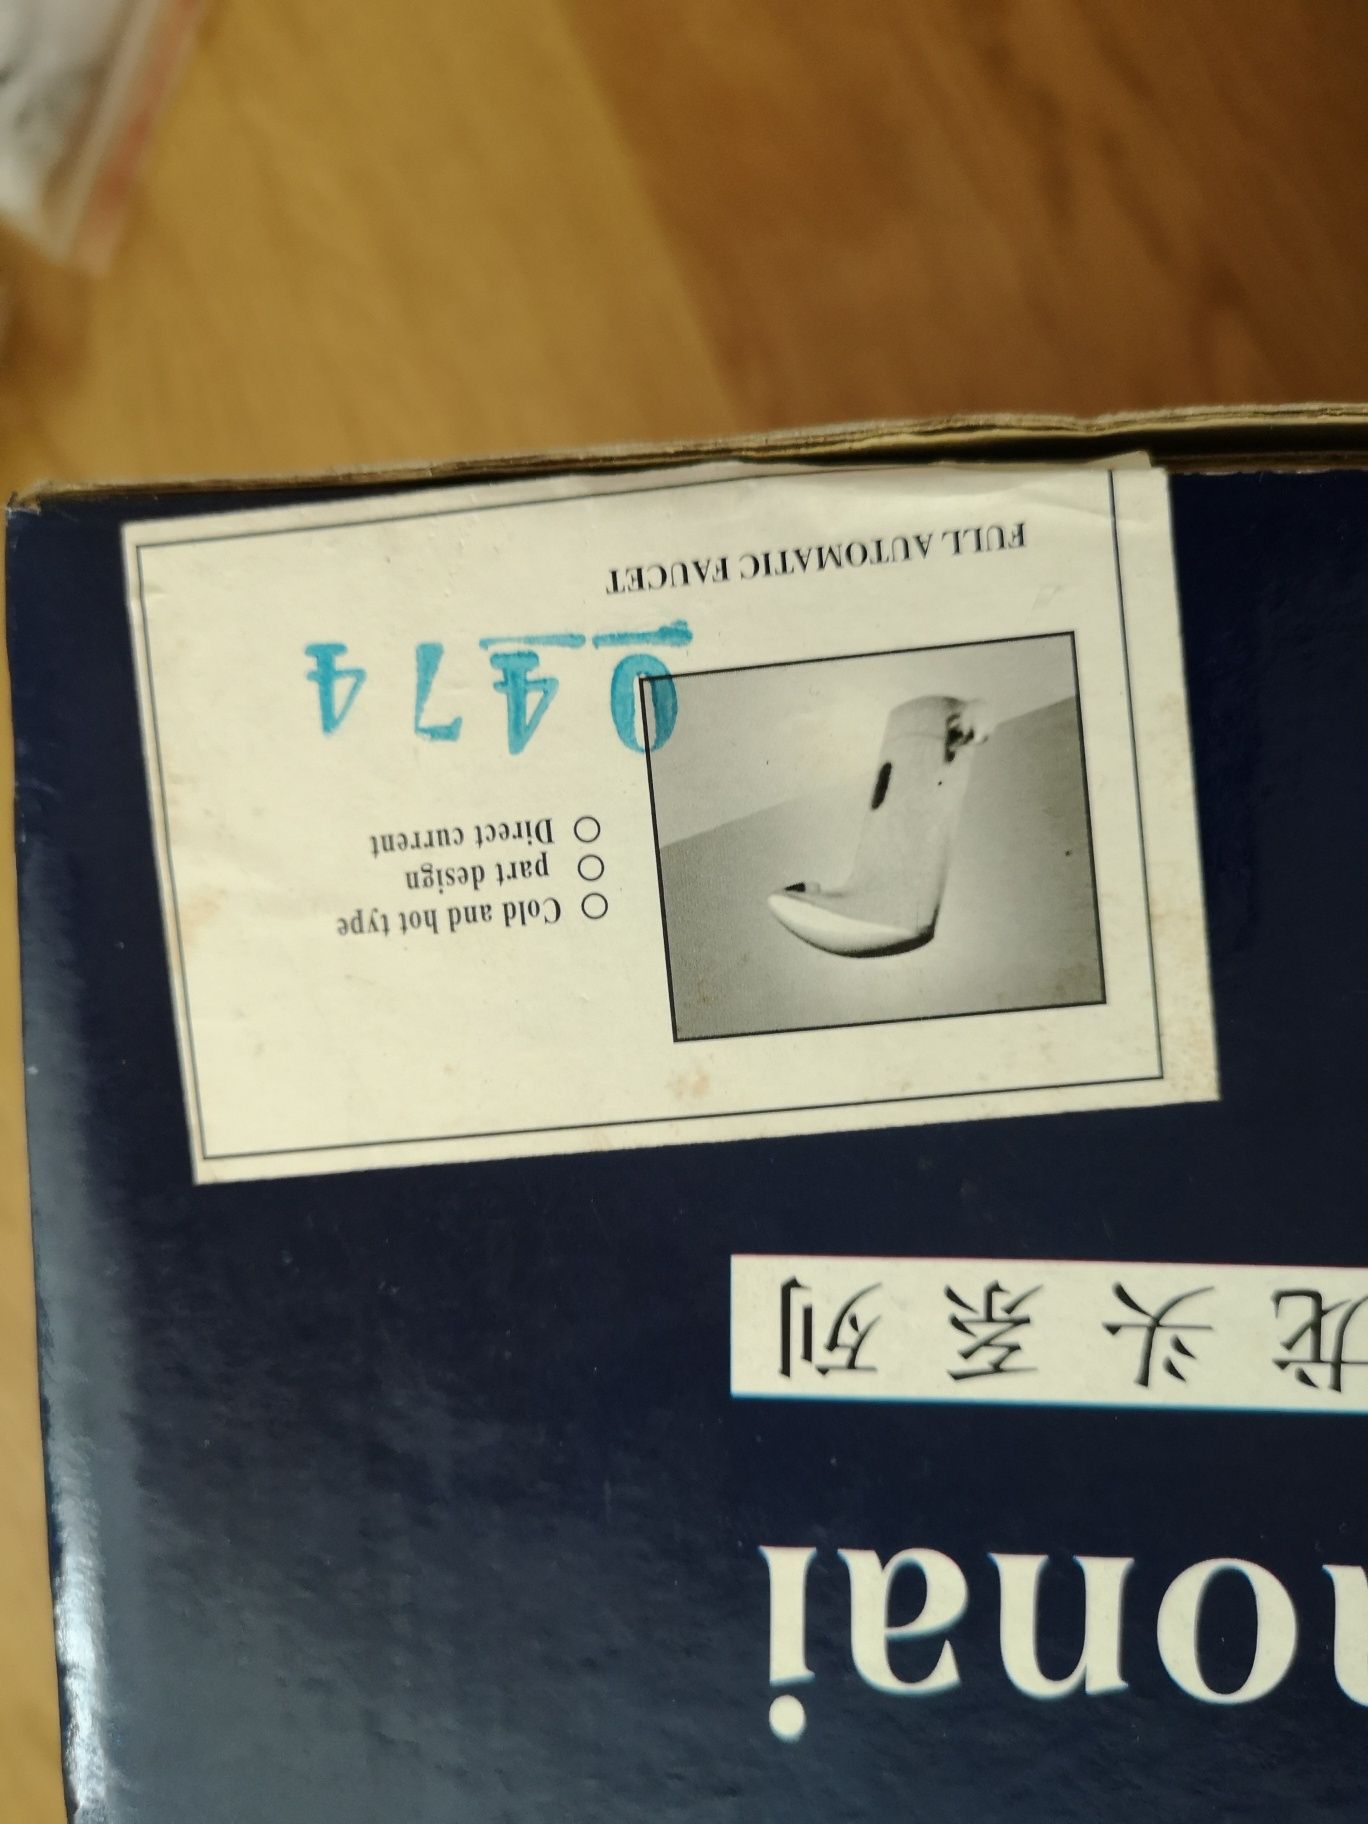 onai
龙头系列
Cold and hot type
part design
Direct current
0474
FULL AUTOMATIC FAUCET